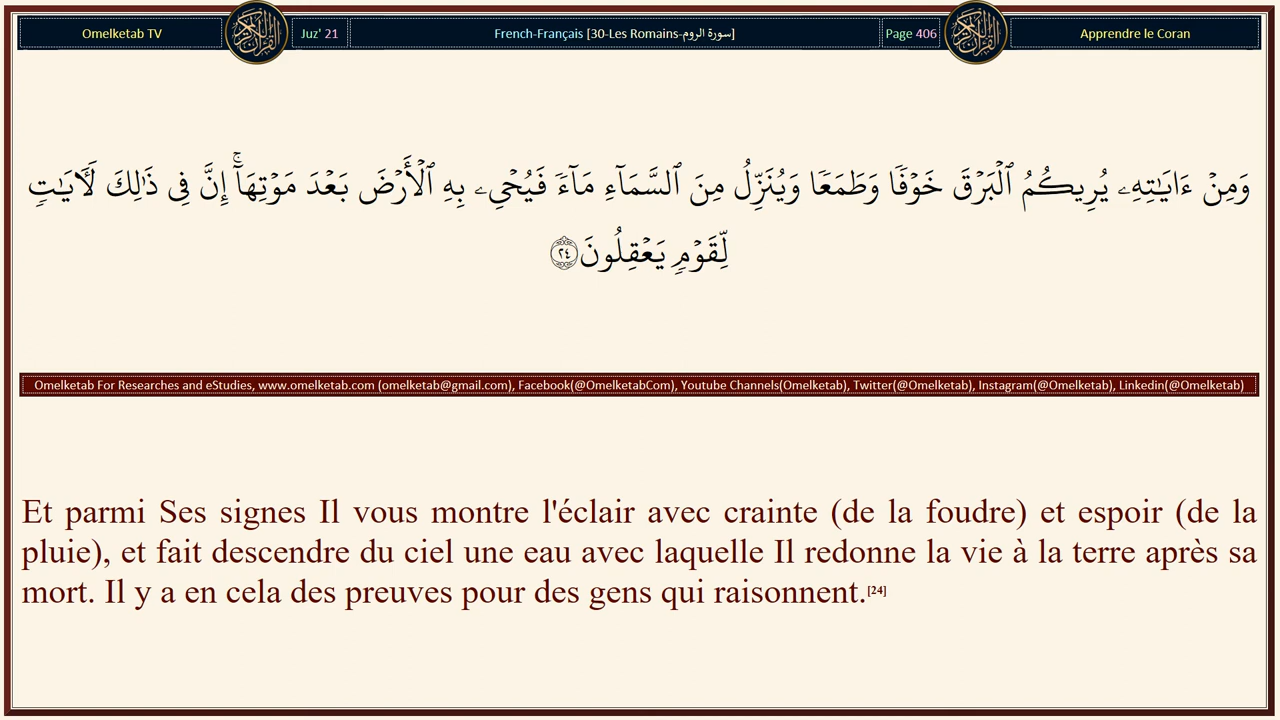 Omelketab TV
Juz' 21
French-Français [30-Les Romains-سورة الروم]
Page 406
Apprendre le Coran
وَمِنْ ءَايَـٰتِهِۦ يُرِيكُمُ ٱلْبَرْقَ خَوْفًا وَطَمَعًا وَيُنَزِّلُ مِنَ ٱلسَّمَآءِ مَآءً فَيُحْىِۦ بِهِ ٱلْأَرْضَ بَعْدَ مَوْتِهَآ ۚ إِنَّ فِى ذَٰلِكَ لَـَٔايَـٰتٍ
لِّقَوْمٍ يَعْقِلُونَ ٢٤
Omelketab For Researches and eStudies, www.omelketab.com (omelketab@gmail.com), Facebook(@OmelketabCom), Youtube Channels(Omelketab), Twitter(@Omelketab), Instagram(@Omelketab), Linkedin(@Omelketab)
Et parmi Ses signes Il vous montre l'éclair avec crainte (de la foudre) et espoir (de la
pluie), et fait descendre du ciel une eau avec laquelle Il redonne la vie à la terre après sa
mort. Il y a en cela des preuves pour des gens qui raisonnent.[24]